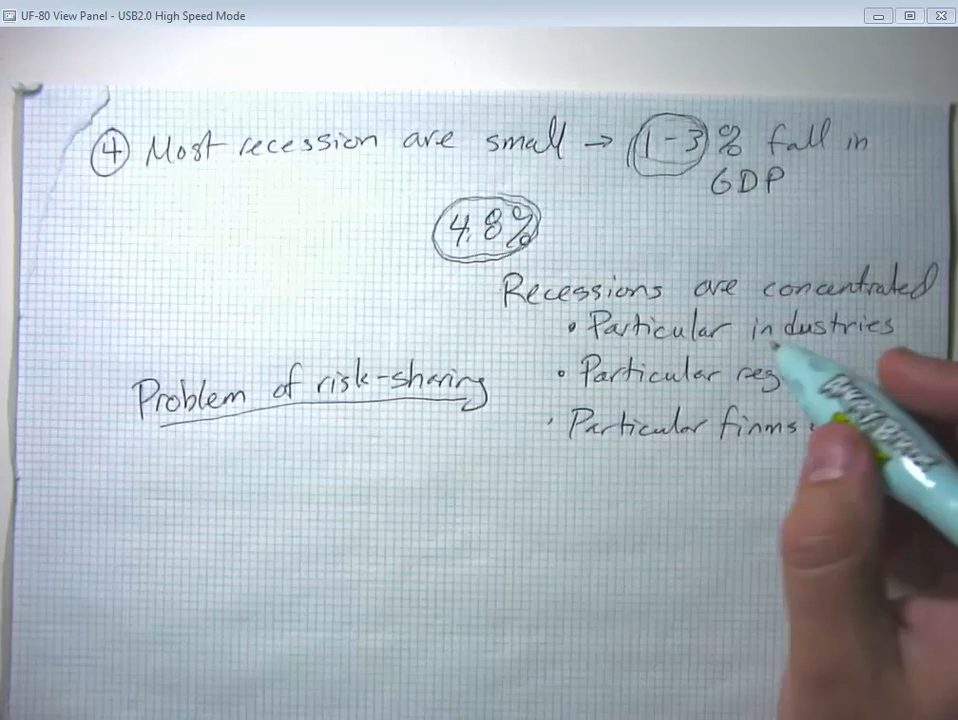 UF-80 View Panel - USB2.0 High Speed Mode
④ Most recession are small → 1-3 % fall in
GDP
4.8%
Recessions are concentrated
• Particular industries
Problem of risk-sharing
• Particular reg
• Particular firms